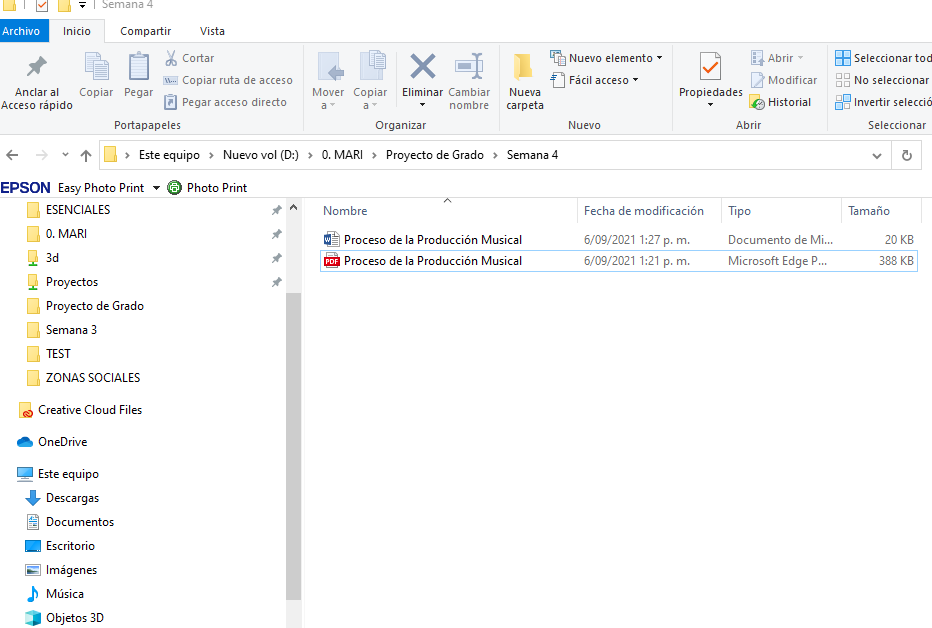 Semana 4
Archivo Inicio Compartir Vista
Anclar al Acceso rápido
Copiar
Pegar
Cortar
Copiar ruta de acceso
Pegar acceso directo
Portapapeles
Mover a
Copiar a
Eliminar
Cambiar nombre
Organizar
Nueva carpeta
Nuevo elemento
Fácil acceso
Nuevo
Propiedades
Abrir
Modificar
Historial
Abrir
Seleccionar tod
No seleccionar
Invertir selecció
Seleccionar
Este equipo > Nuevo vol (D:) > 0. MARI > Proyecto de Grado > Semana 4
EPSON Easy Photo Print Photo Print
ESENCIALES
0. MARI
3d
Proyectos
Proyecto de Grado
Semana 3
TEST
ZONAS SOCIALES
Creative Cloud Files
OneDrive
Este equipo
Descargas
Documentos
Escritorio
Imágenes
Música
Objetos 3D
Nombre Fecha de modificación Tipo Tamaño
Proceso de la Producción Musical 6/09/2021 1:27 p. m. Documento de Mi... 20 KB
PDF Proceso de la Producción Musical 6/09/2021 1:21 p. m. Microsoft Edge P... 388 KB